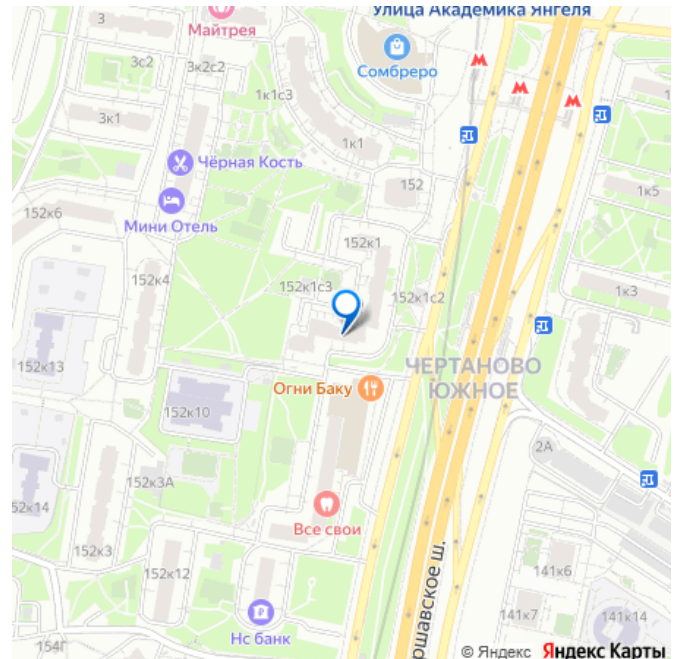 Улица Академика Янгеля
Майтрея
3
3с2
3к2с2
Сомбреро
М
М
М
1к1с3
3к1
1к1
Чёрная Кость
152
1к5
152к6
Мини Отель
152к1
152к4
152к1с3
152к1с2
1к3
ЧЕРТАНОВО
ЮЖНОЕ
152к13
Огни Баку
152к10
2А
152к3А
152к14
Все свои
152к3
152к12
141к6
Нс банк
141к7
141к14
154Г
ршавское ш.
© Яндекс Яндекс Карты